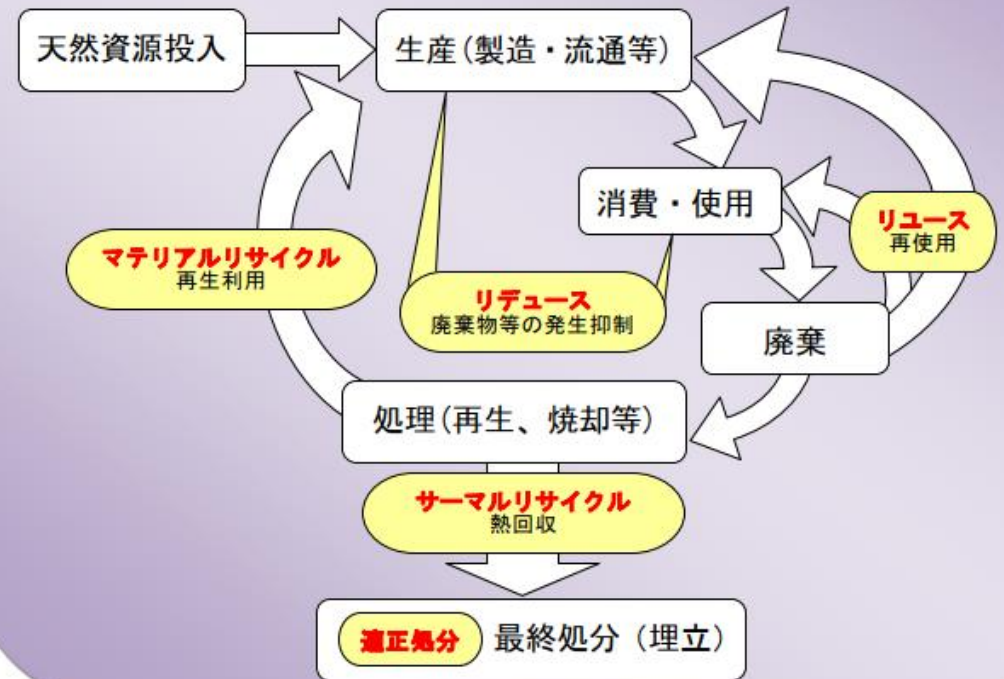 天然資源投入
生産(製造・流通等)
消費・使用
リユース
再使用
マテリアルリサイクル
再生利用
リデュース
廃棄物等の発生抑制
廃棄
処理(再生、焼却等)
サーマルリサイクル
熱回収
適正処分 最終処分(埋立)